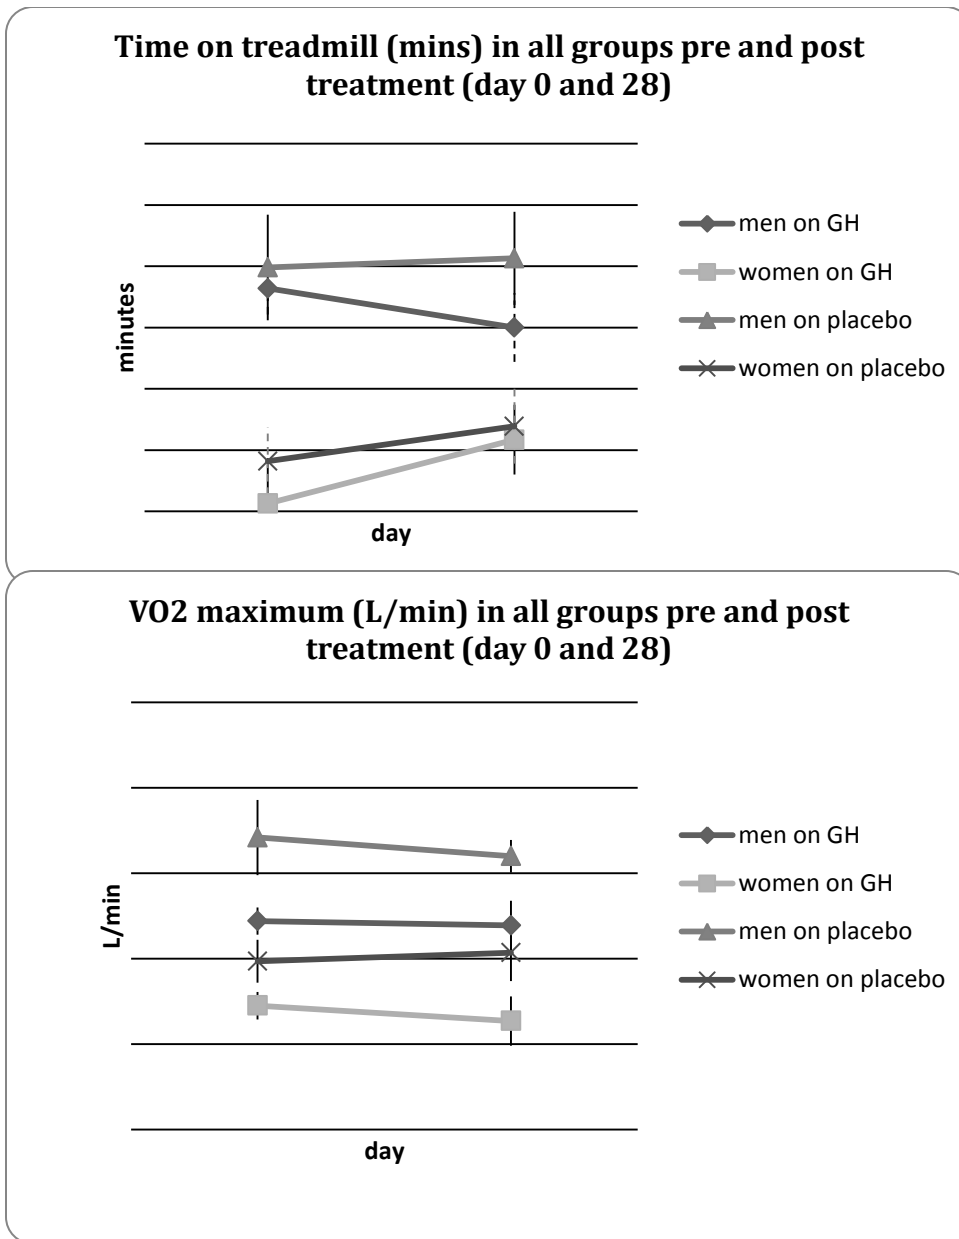 Time on treadmill (mins) in all groups pre and post
treatment (day 0 and 28)
minutes
men on GH
women on GH
men on placebo
women on placebo
day
VO2 maximum (L/min) in all groups pre and post
treatment (day 0 and 28)
L/min
men on GH
women on GH
men on placebo
women on placebo
day